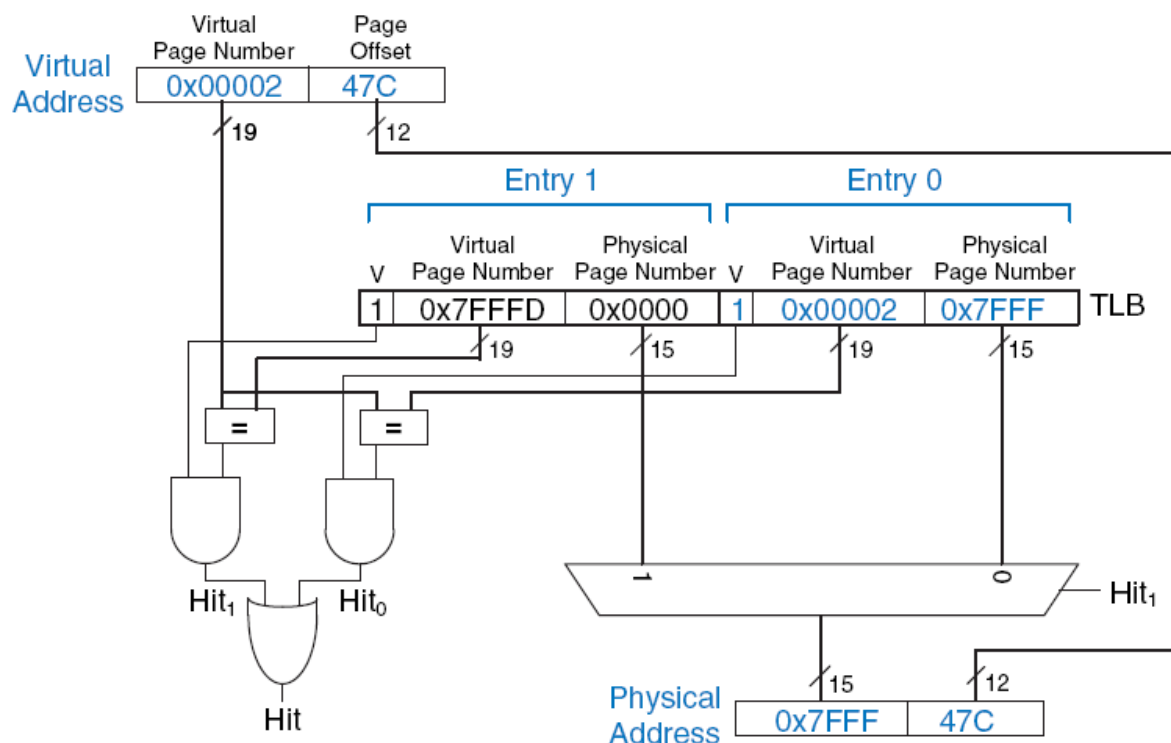 Virtual Page
Page Number Offset
Virtual
Address
0x00002 47C
19 12
Entry 1 Entry 0
Virtual Physical Virtual Physical
V Page Number Page Number V Page Number Page Number
1 0x7FFFD 0x0000 1 0x00002 0x7FFF TLB
19 15 19 15
= =
1 0
Hit₁ Hit₀ Hit₁
Hit
15 12
Physical
Address
0x7FFF 47C